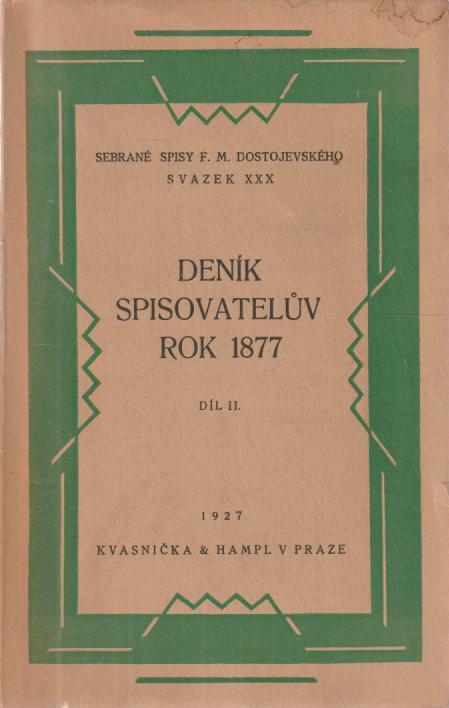 SEBRANÉ SPISY F. M. DOSTOJEVSKÉHO
SVAZEK XXX
DENÍK
SPISOVATELŮV
ROK 1877
DÍL II.
1927
KVASNIČKA & HAMPL V PRAZE